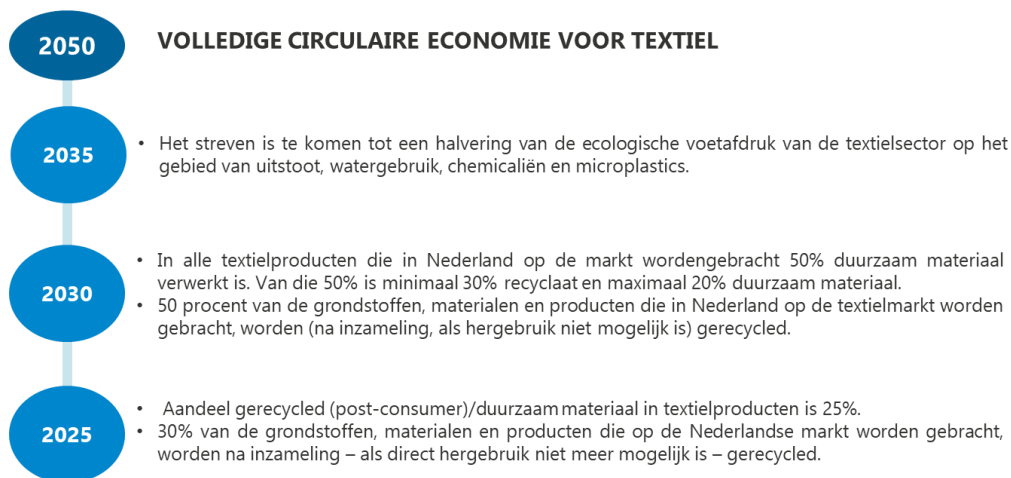 2050
VOLLEDIGE CIRCULAIRE ECONOMIE VOOR TEXTIEL
2035
• Het streven is te komen tot een halvering van de ecologische voetafdruk van de textielsector op het
gebied van uitstoot, watergebruik, chemicaliën en microplastics.
2030
• In alle textielproducten die in Nederland op de markt wordengebracht 50% duurzaam materiaal
verwerkt is. Van die 50% is minimaal 30% recyclaat en maximaal 20% duurzaam materiaal.
• 50 procent van de grondstoffen, materialen en producten die in Nederland op de textielmarkt worden
gebracht, worden (na inzameling, als hergebruik niet mogelijk is) gerecycled.
2025
• Aandeel gerecycled (post-consumer)/duurzaam materiaal in textielproducten is 25%.
• 30% van de grondstoffen, materialen en producten die op de Nederlandse markt worden gebracht,
worden na inzameling – als direct hergebruik niet meer mogelijk is – gerecycled.